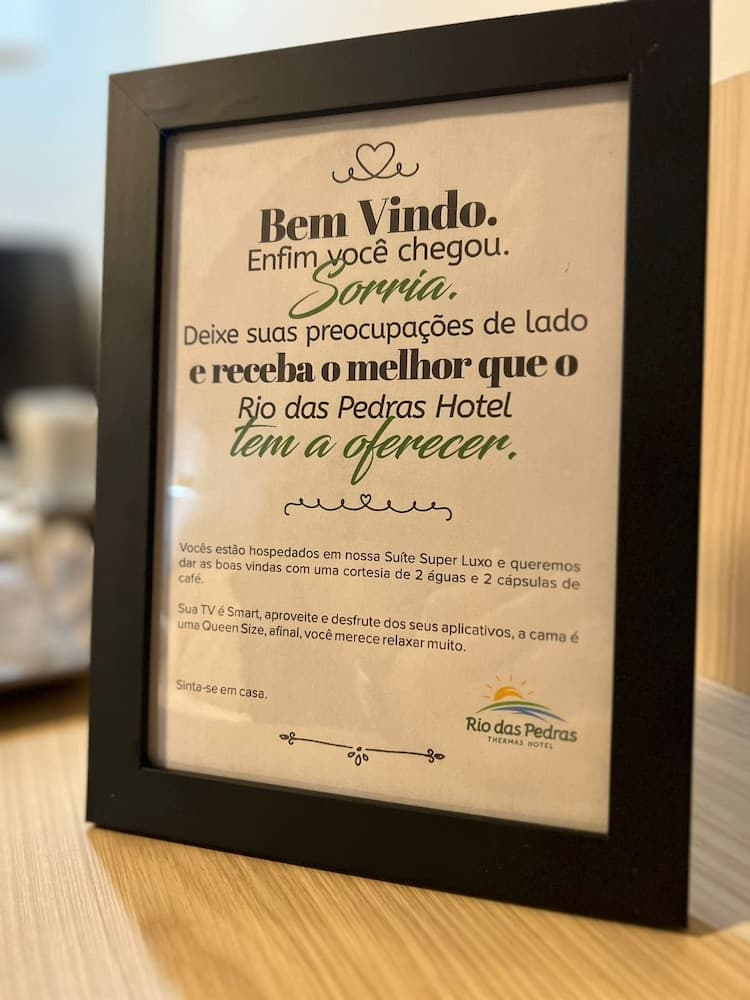 Bem Vindo.
Enfim você chegou.
Sorria.
Deixe suas preocupações de lado
e receba o melhor que o
Rio das Pedras Hotel
tem a oferecer.
Vocês estão hospedados em nossa Suíte Super Luxo e queremos
dar as boas vindas com uma cortesia de 2 águas e 2 cápsulas de
café.
Sua TV é Smart, aproveite e desfrute dos seus aplicativos, a cama é
uma Queen Size, afinal, você merece relaxar muito.
Sinta-se em casa.
Rio das Pedras
THERMAS HOTEL